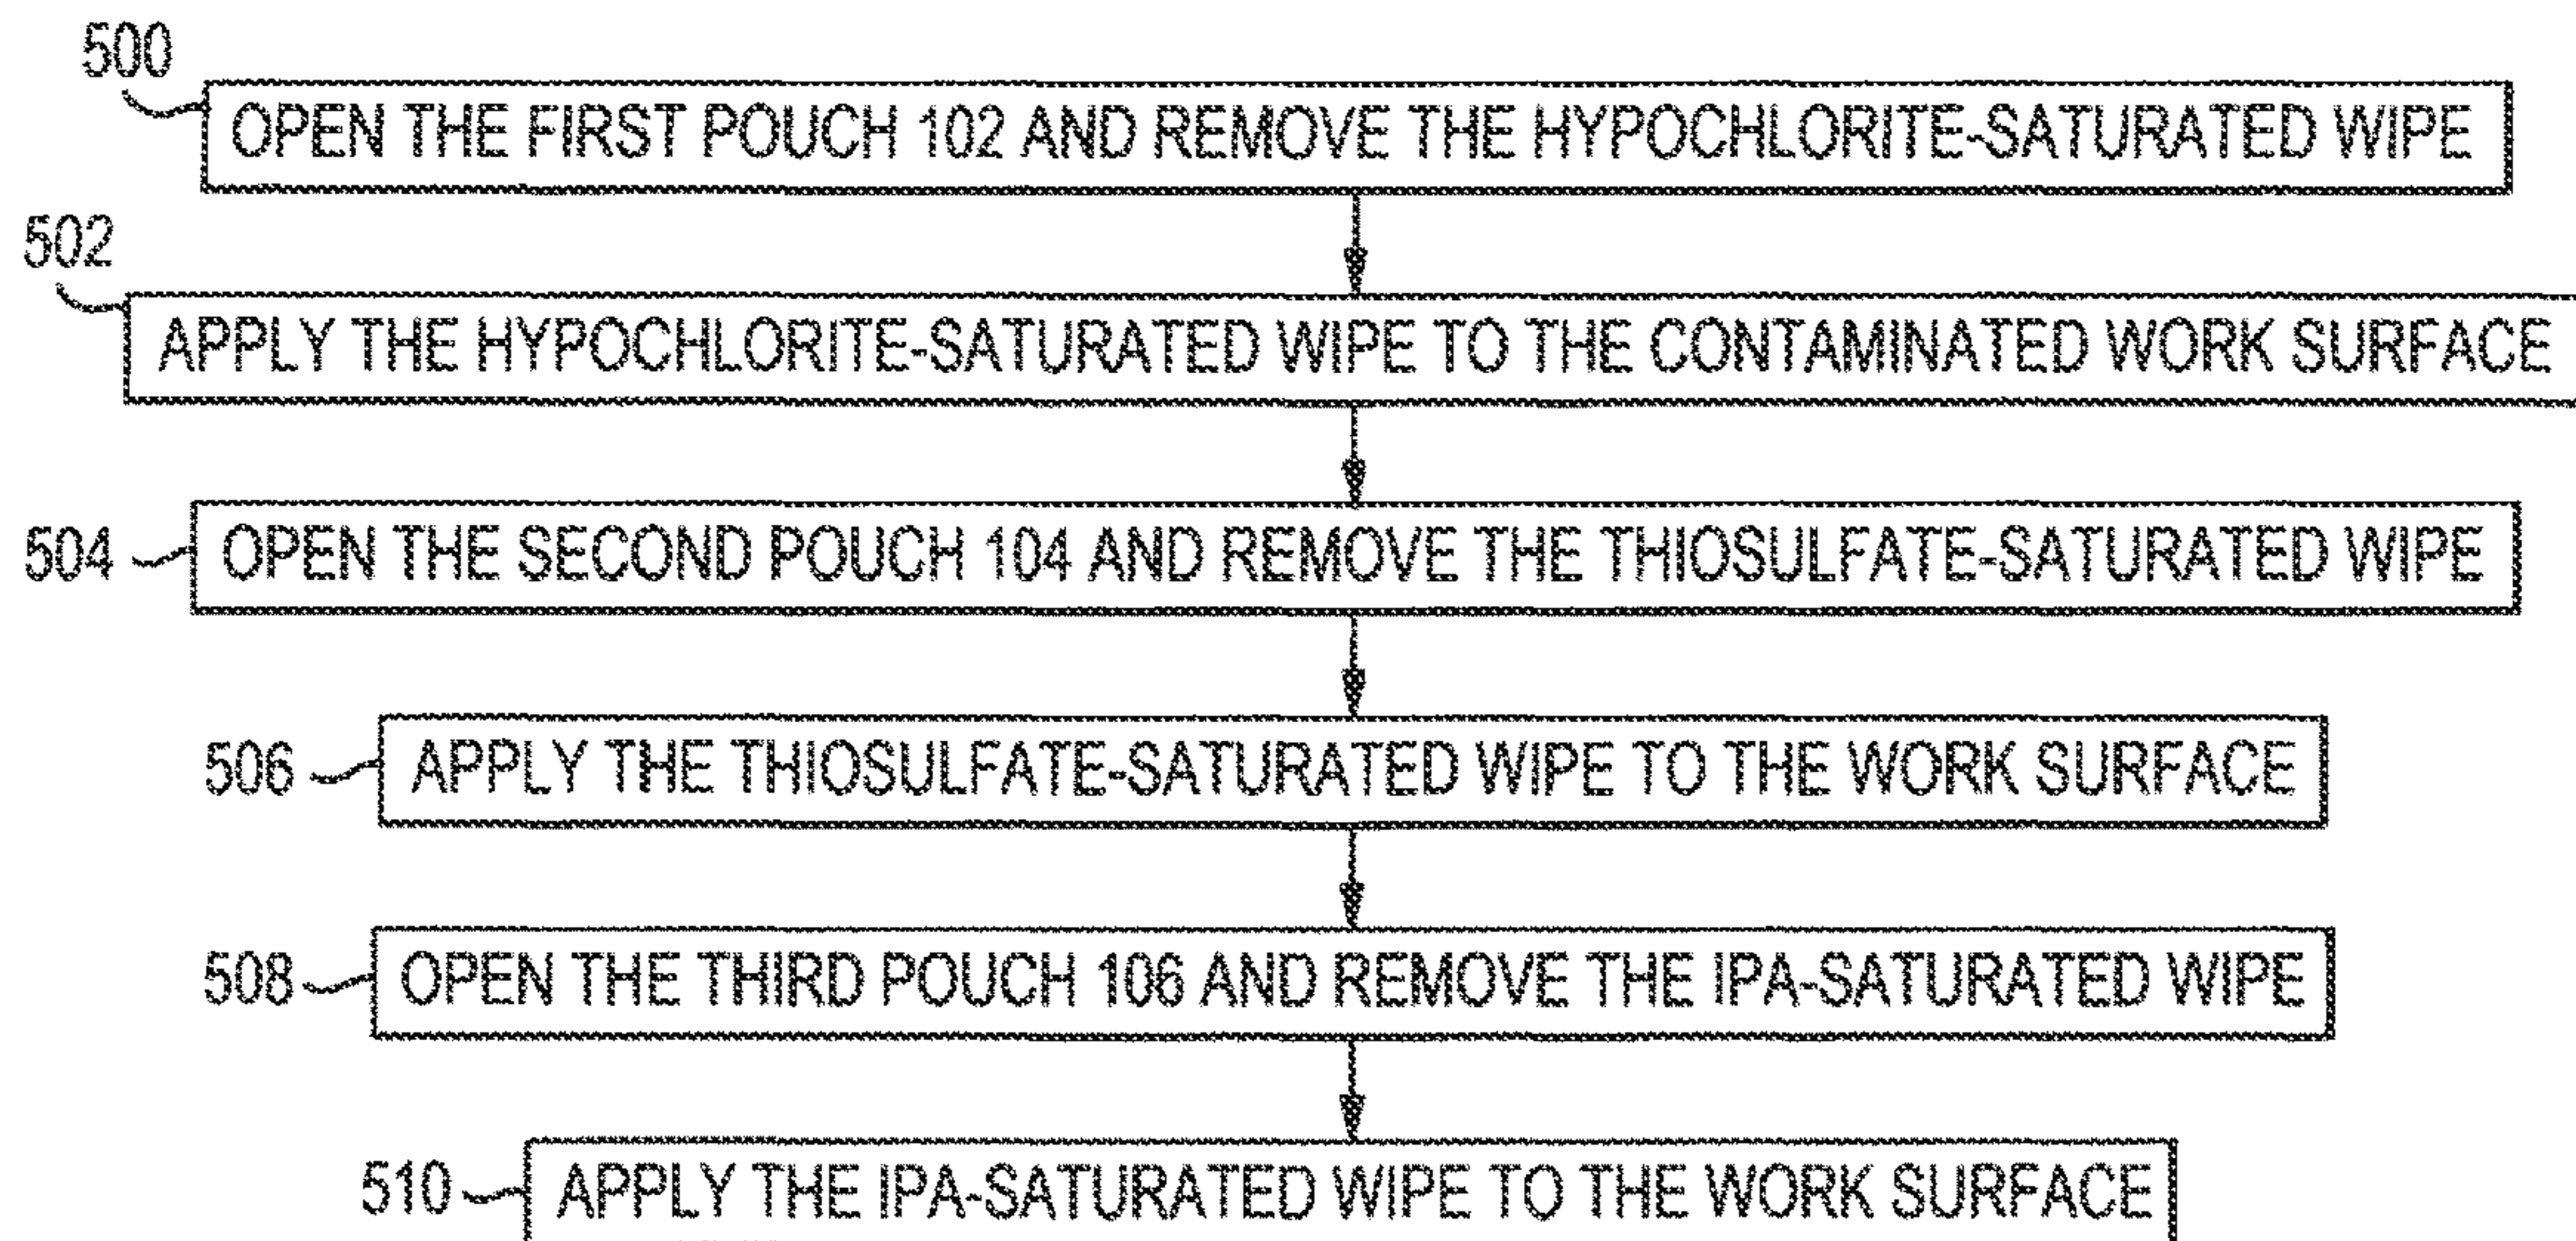 500
OPEN THE FIRST POUCH 102 AND REMOVE THE HYPOCHLORITE-SATURATED WIPE
502
APPLY THE HYPOCHLORITE-SATURATED WIPE TO THE CONTAMINATED WORK SURFACE
504 OPEN THE SECOND POUCH 104 AND REMOVE THE THIOSULFATE-SATURATED WIPE
506 APPLY THE THIOSULFATE-SATURATED WIPE TO THE WORK SURFACE
508 OPEN THE THIRD POUCH 106 AND REMOVE THE IPA-SATURATED WIPE
510 APPLY THE IPA-SATURATED WIPE TO THE WORK SURFACE